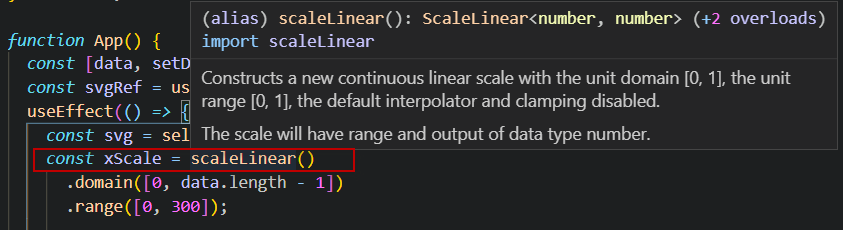 (alias) scaleLinear(): ScaleLinear<number, number> (+2 overloads)
import scaleLinear
Constructs a new continuous linear scale with the unit domain [0, 1], the unit
range [0, 1], the default interpolator and clamping disabled.
The scale will have range and output of data type number.
function App() {
const [data, setD
const svgRef = us
useEffect(() => {
const svg = sel
const xScale = scaleLinear()
.domain([0, data.length - 1])
.range([0, 300]);